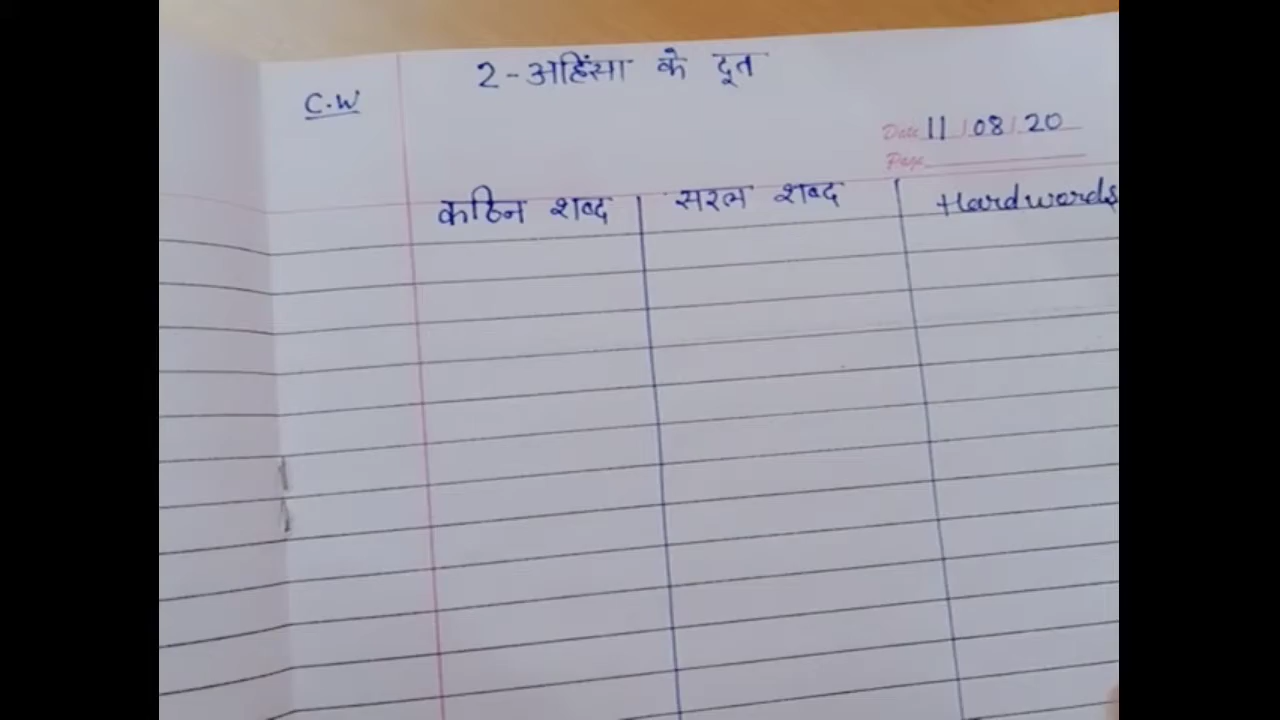 2-अहिंसा के दूत
C.W
Date 11/08/20
Page
कठिन शब्द सरल शब्द Hardwords